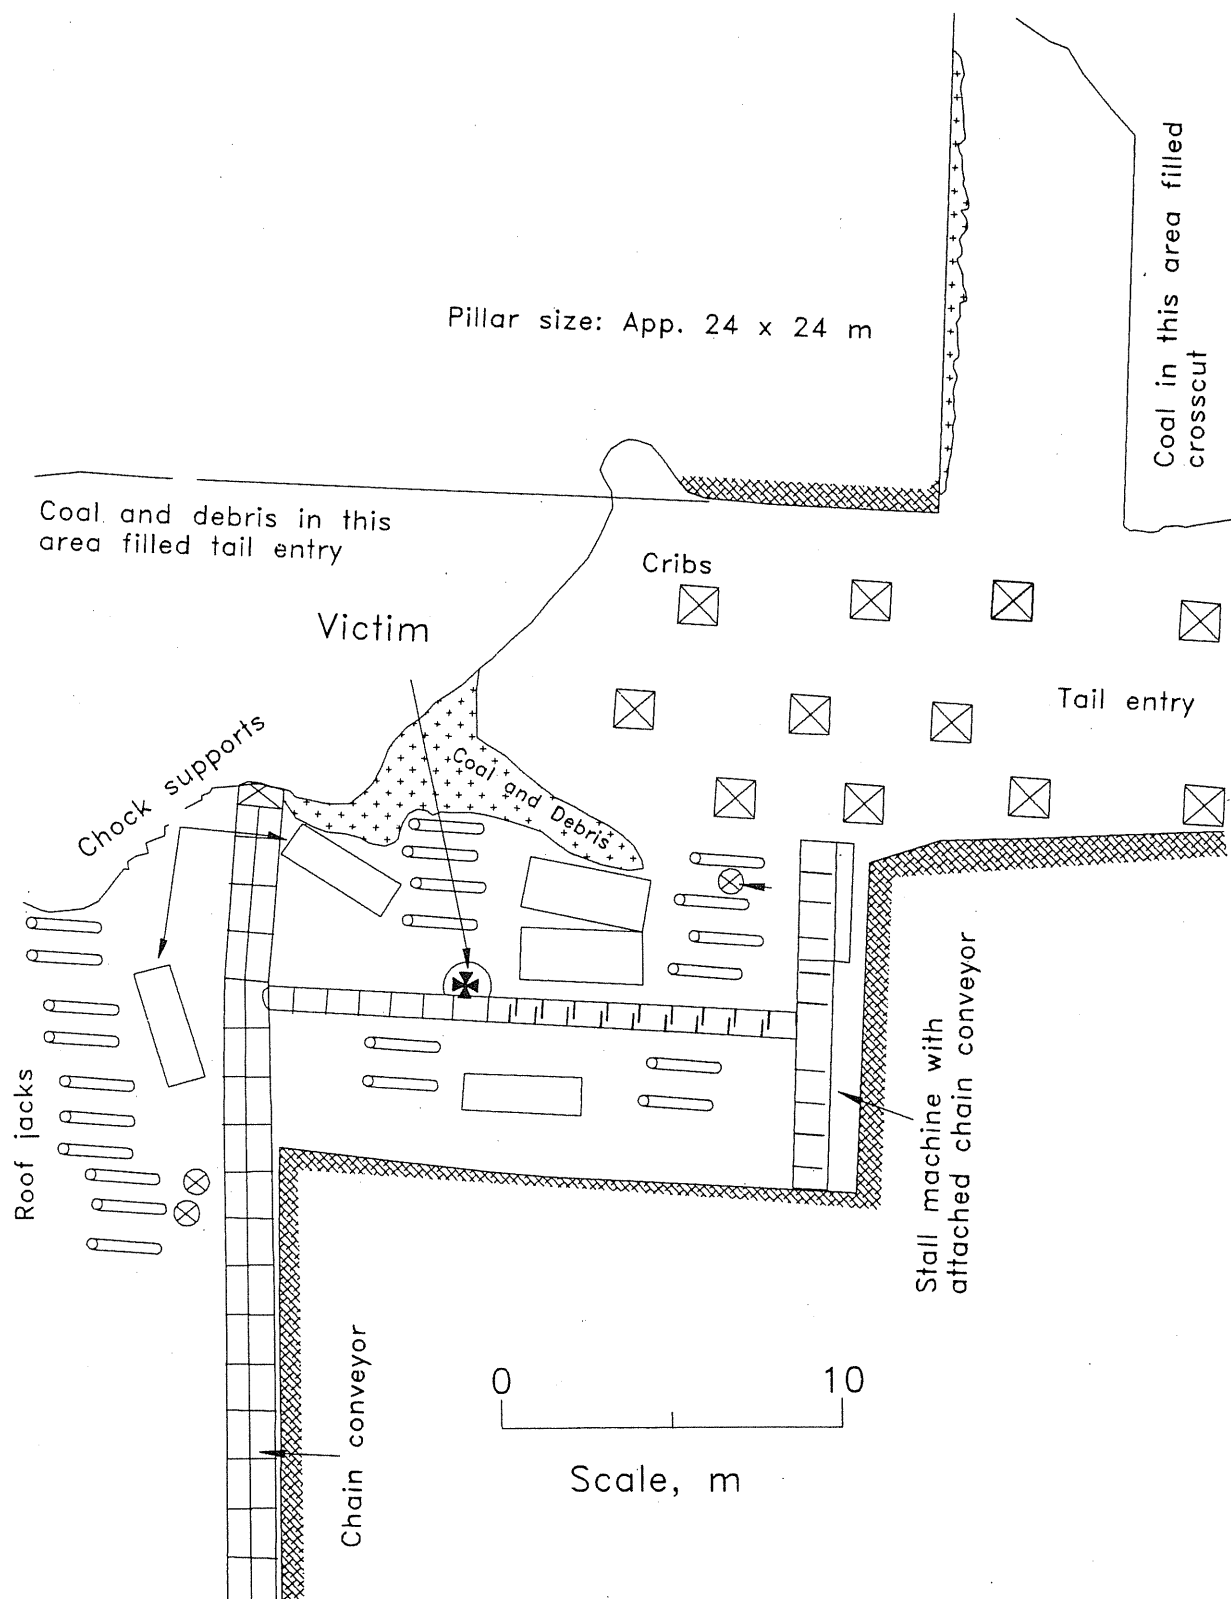 Pillar size: App. 24 x 24 m
Coal in this area filled
crosscut
Coal and debris in this
area filled tail entry
Cribs
Victim
Tail entry
Chock supports
Coal and Debris
Roof jacks
Stall machine with
attached chain conveyor
Chain conveyor
0 10
Scale, m